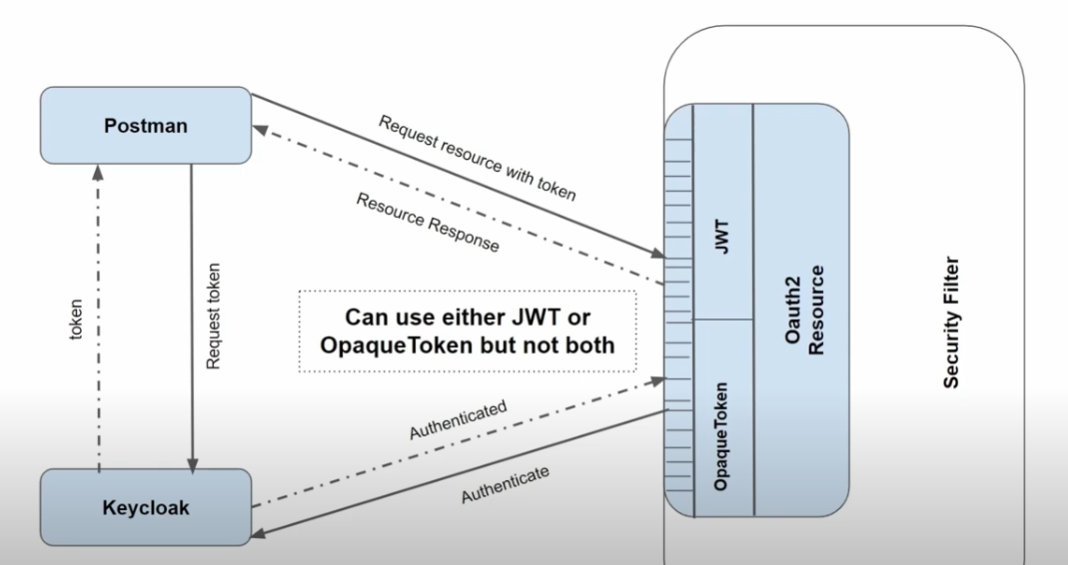 Postman
Request resource with token
Resource Response
token
Request token
Can use either JWT or
OpaqueToken but not both
Authenticated
Authenticate
Keycloak
JWT
OpaqueToken
Oauth2
Resource
Security Filter